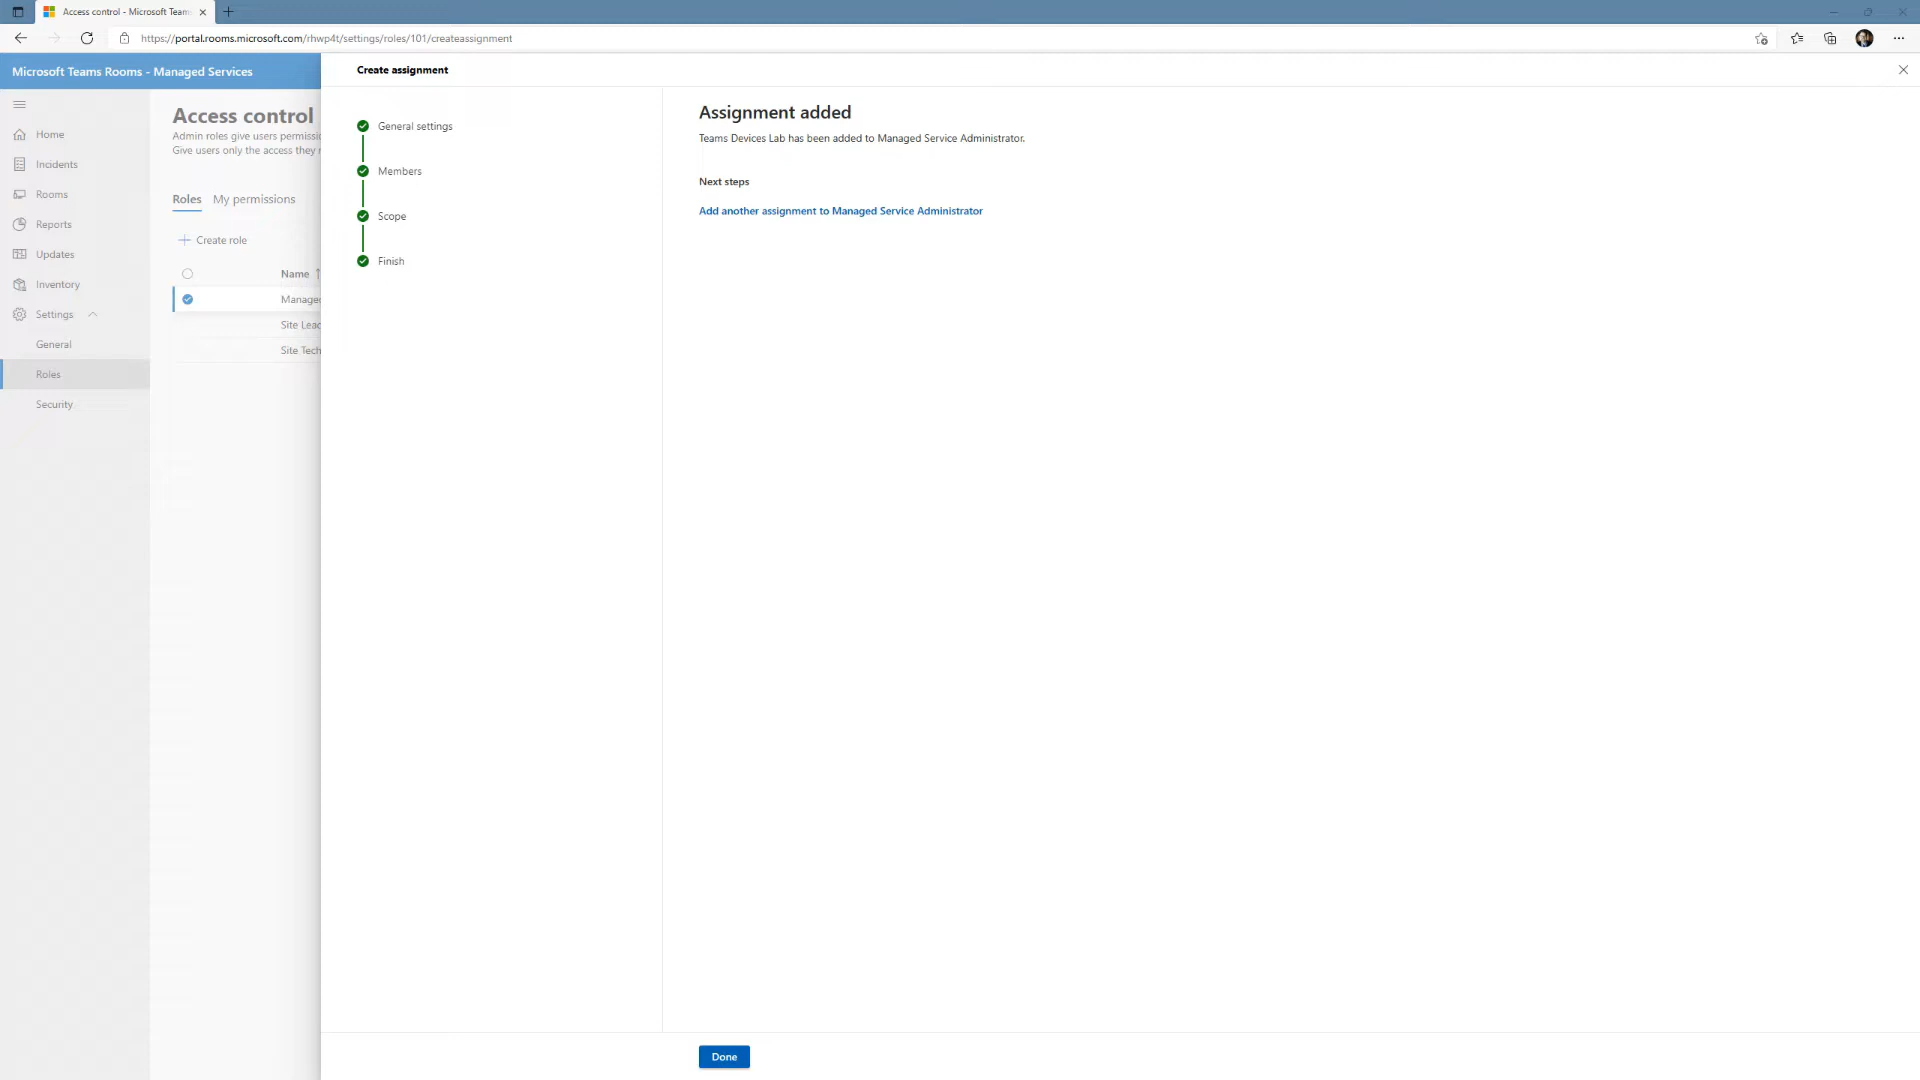 Access control - Microsoft Team
https://portal.rooms.microsoft.com/rhwp4t/settings/roles/101/createassignment
Microsoft Teams Rooms - Managed Services
Create assignment
Home
Incidents
Rooms
Reports
Updates
Inventory
Settings
General
Roles
Security
Access control
Admin roles give users permissio
Give users only the access they
Roles
My permissions
Create role
Name
Managed
Site Lead
Site Tech
General settings
Members
Scope
Finish
Assignment added
Teams Devices Lab has been added to Managed Service Administrator.
Next steps
Add another assignment to Managed Service Administrator
Done